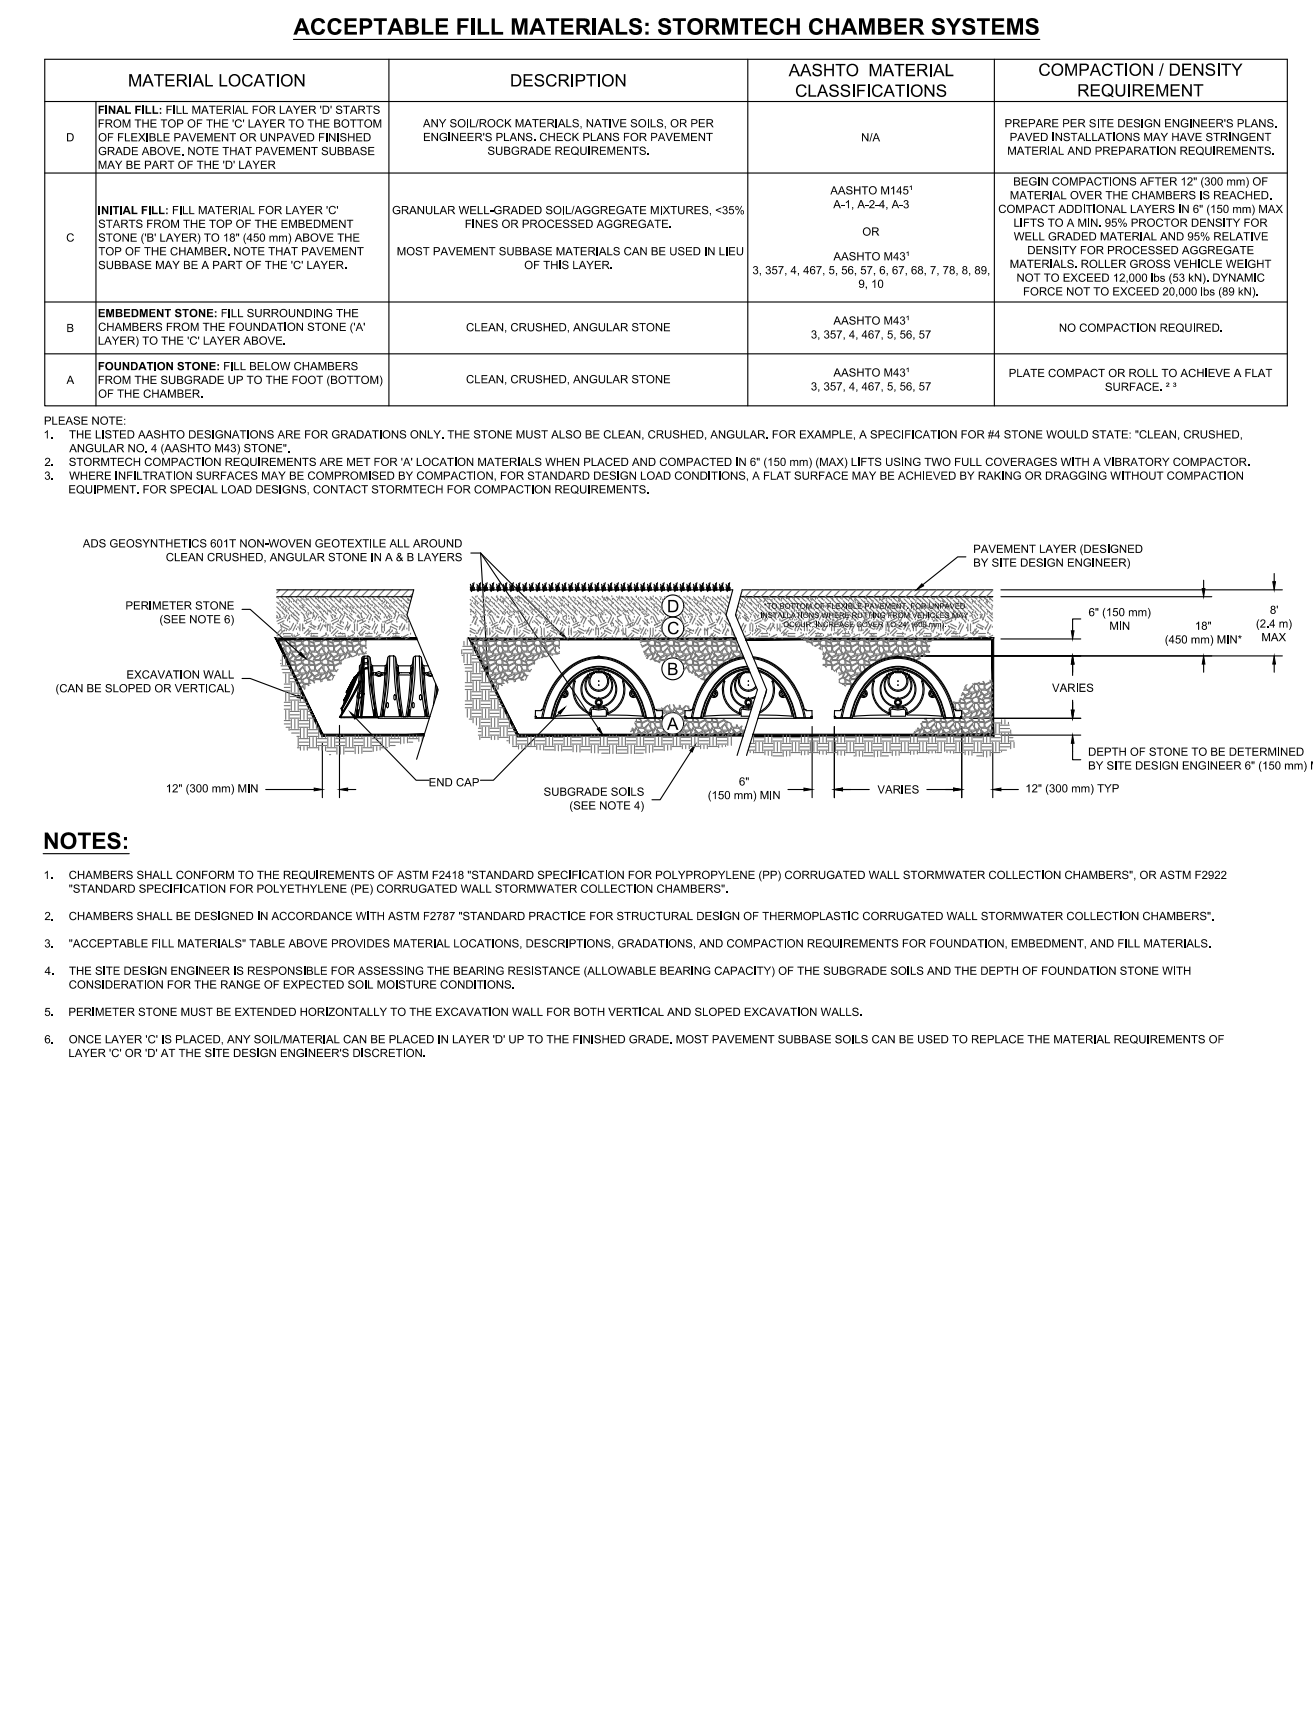 ACCEPTABLE FILL MATERIALS: STORMTECH CHAMBER SYSTEMS
MATERIAL LOCATION
DESCRIPTION
AASHTO MATERIAL
CLASSIFICATIONS
COMPACTION / DENSITY
REQUIREMENT
D
FINAL FILL: FILL MATERIAL FOR LAYER 'D' STARTS
FROM THE TOP OF THE 'C' LAYER TO THE BOTTOM
OF FLEXIBLE PAVEMENT OR UNPAVED FINISHED
GRADE ABOVE. NOTE THAT PAVEMENT SUBBASE
MAY BE PART OF THE 'D' LAYER
ANY SOIL/ROCK MATERIALS, NATIVE SOILS, OR PER
ENGINEER'S PLANS. CHECK PLANS FOR PAVEMENT
SUBGRADE REQUIREMENTS.
N/A
PREPARE PER SITE DESIGN ENGINEER'S PLANS.
PAVED INSTALLATIONS MAY HAVE STRINGENT
MATERIAL AND PREPARATION REQUIREMENTS.
C
INITIAL FILL: FILL MATERIAL FOR LAYER 'C'
STARTS FROM THE TOP OF THE EMBEDMENT
STONE ('B' LAYER) TO 18" (450 mm) ABOVE THE
TOP OF THE CHAMBER. NOTE THAT PAVEMENT
SUBBASE MAY BE A PART OF THE 'C' LAYER.
GRANULAR WELL-GRADED SOIL/AGGREGATE MIXTURES, <35%
FINES OR PROCESSED AGGREGATE.
MOST PAVEMENT SUBBASE MATERIALS CAN BE USED IN LIEU
OF THIS LAYER.
AASHTO M145¹
A-1, A-2-4, A-3
OR
AASHTO M43¹
3, 357, 4, 467, 5, 56, 57, 6, 67, 68, 7, 78, 8, 89,
9, 10
BEGIN COMPACTIONS AFTER 12" (300 mm) OF
MATERIAL OVER THE CHAMBERS IS REACHED.
COMPACT ADDITIONAL LAYERS IN 6" (150 mm) MAX
LIFTS TO A MIN. 95% PROCTOR DENSITY FOR
WELL GRADED MATERIAL AND 95% RELATIVE
DENSITY FOR PROCESSED AGGREGATE
MATERIALS. ROLLER GROSS VEHICLE WEIGHT
NOT TO EXCEED 12,000 lbs (53 kN). DYNAMIC
FORCE NOT TO EXCEED 20,000 lbs (89 kN).
B
EMBEDMENT STONE: FILL SURROUNDING THE
CHAMBERS FROM THE FOUNDATION STONE ('A'
LAYER) TO THE 'C' LAYER ABOVE.
CLEAN, CRUSHED, ANGULAR STONE
AASHTO M43¹
3, 357, 4, 467, 5, 56, 57
NO COMPACTION REQUIRED.
A
FOUNDATION STONE: FILL BELOW CHAMBERS
FROM THE SUBGRADE UP TO THE FOOT (BOTTOM)
OF THE CHAMBER.
CLEAN, CRUSHED, ANGULAR STONE
AASHTO M43¹
3, 357, 4, 467, 5, 56, 57
PLATE COMPACT OR ROLL TO ACHIEVE A FLAT
SURFACE. ² ³
PLEASE NOTE:
1. THE LISTED AASHTO DESIGNATIONS ARE FOR GRADATIONS ONLY. THE STONE MUST ALSO BE CLEAN, CRUSHED, ANGULAR. FOR EXAMPLE, A SPECIFICATION FOR #4 STONE WOULD STATE: "CLEAN, CRUSHED,
ANGULAR NO. 4 (AASHTO M43) STONE".
2. STORMTECH COMPACTION REQUIREMENTS ARE MET FOR 'A' LOCATION MATERIALS WHEN PLACED AND COMPACTED IN 6" (150 mm) (MAX) LIFTS USING TWO FULL COVERAGES WITH A VIBRATORY COMPACTOR.
3. WHERE INFILTRATION SURFACES MAY BE COMPROMISED BY COMPACTION, FOR STANDARD DESIGN LOAD CONDITIONS, A FLAT SURFACE MAY BE ACHIEVED BY RAKING OR DRAGGING WITHOUT COMPACTION
EQUIPMENT. FOR SPECIAL LOAD DESIGNS, CONTACT STORMTECH FOR COMPACTION REQUIREMENTS.
ADS GEOSYNTHETICS 601T NON-WOVEN GEOTEXTILE ALL AROUND
CLEAN CRUSHED, ANGULAR STONE IN A & B LAYERS
PAVEMENT LAYER (DESIGNED
BY SITE DESIGN ENGINEER)
PERIMETER STONE
(SEE NOTE 6)
EXCAVATION WALL
(CAN BE SLOPED OR VERTICAL)
D
C
B
A
*TO BOTTOM OF FLEXIBLE PAVEMENT. FOR UNPAVED
INSTALLATIONS WHERE RUTTING FROM VEHICLES MAY
OCCUR, INCREASE COVER TO 24" (600 mm).
6" (150 mm)
MIN
18"
(450 mm) MIN*
8'
(2.4 m)
MAX
VARIES
DEPTH OF STONE TO BE DETERMINED
BY SITE DESIGN ENGINEER 6" (150 mm)
12" (300 mm) MIN
END CAP
SUBGRADE SOILS
(SEE NOTE 4)
6"
(150 mm) MIN
VARIES
12" (300 mm) TYP
NOTES:
1. CHAMBERS SHALL CONFORM TO THE REQUIREMENTS OF ASTM F2418 "STANDARD SPECIFICATION FOR POLYPROPYLENE (PP) CORRUGATED WALL STORMWATER COLLECTION CHAMBERS", OR ASTM F2922
"STANDARD SPECIFICATION FOR POLYETHYLENE (PE) CORRUGATED WALL STORMWATER COLLECTION CHAMBERS".
2. CHAMBERS SHALL BE DESIGNED IN ACCORDANCE WITH ASTM F2787 "STANDARD PRACTICE FOR STRUCTURAL DESIGN OF THERMOPLASTIC CORRUGATED WALL STORMWATER COLLECTION CHAMBERS".
3. "ACCEPTABLE FILL MATERIALS" TABLE ABOVE PROVIDES MATERIAL LOCATIONS, DESCRIPTIONS, GRADATIONS, AND COMPACTION REQUIREMENTS FOR FOUNDATION, EMBEDMENT, AND FILL MATERIALS.
4. THE SITE DESIGN ENGINEER IS RESPONSIBLE FOR ASSESSING THE BEARING RESISTANCE (ALLOWABLE BEARING CAPACITY) OF THE SUBGRADE SOILS AND THE DEPTH OF FOUNDATION STONE WITH
CONSIDERATION FOR THE RANGE OF EXPECTED SOIL MOISTURE CONDITIONS.
5. PERIMETER STONE MUST BE EXTENDED HORIZONTALLY TO THE EXCAVATION WALL FOR BOTH VERTICAL AND SLOPED EXCAVATION WALLS.
6. ONCE LAYER 'C' IS PLACED, ANY SOIL/MATERIAL CAN BE PLACED IN LAYER 'D' UP TO THE FINISHED GRADE. MOST PAVEMENT SUBBASE SOILS CAN BE USED TO REPLACE THE MATERIAL REQUIREMENTS OF
LAYER 'C' OR 'D' AT THE SITE DESIGN ENGINEER'S DISCRETION.